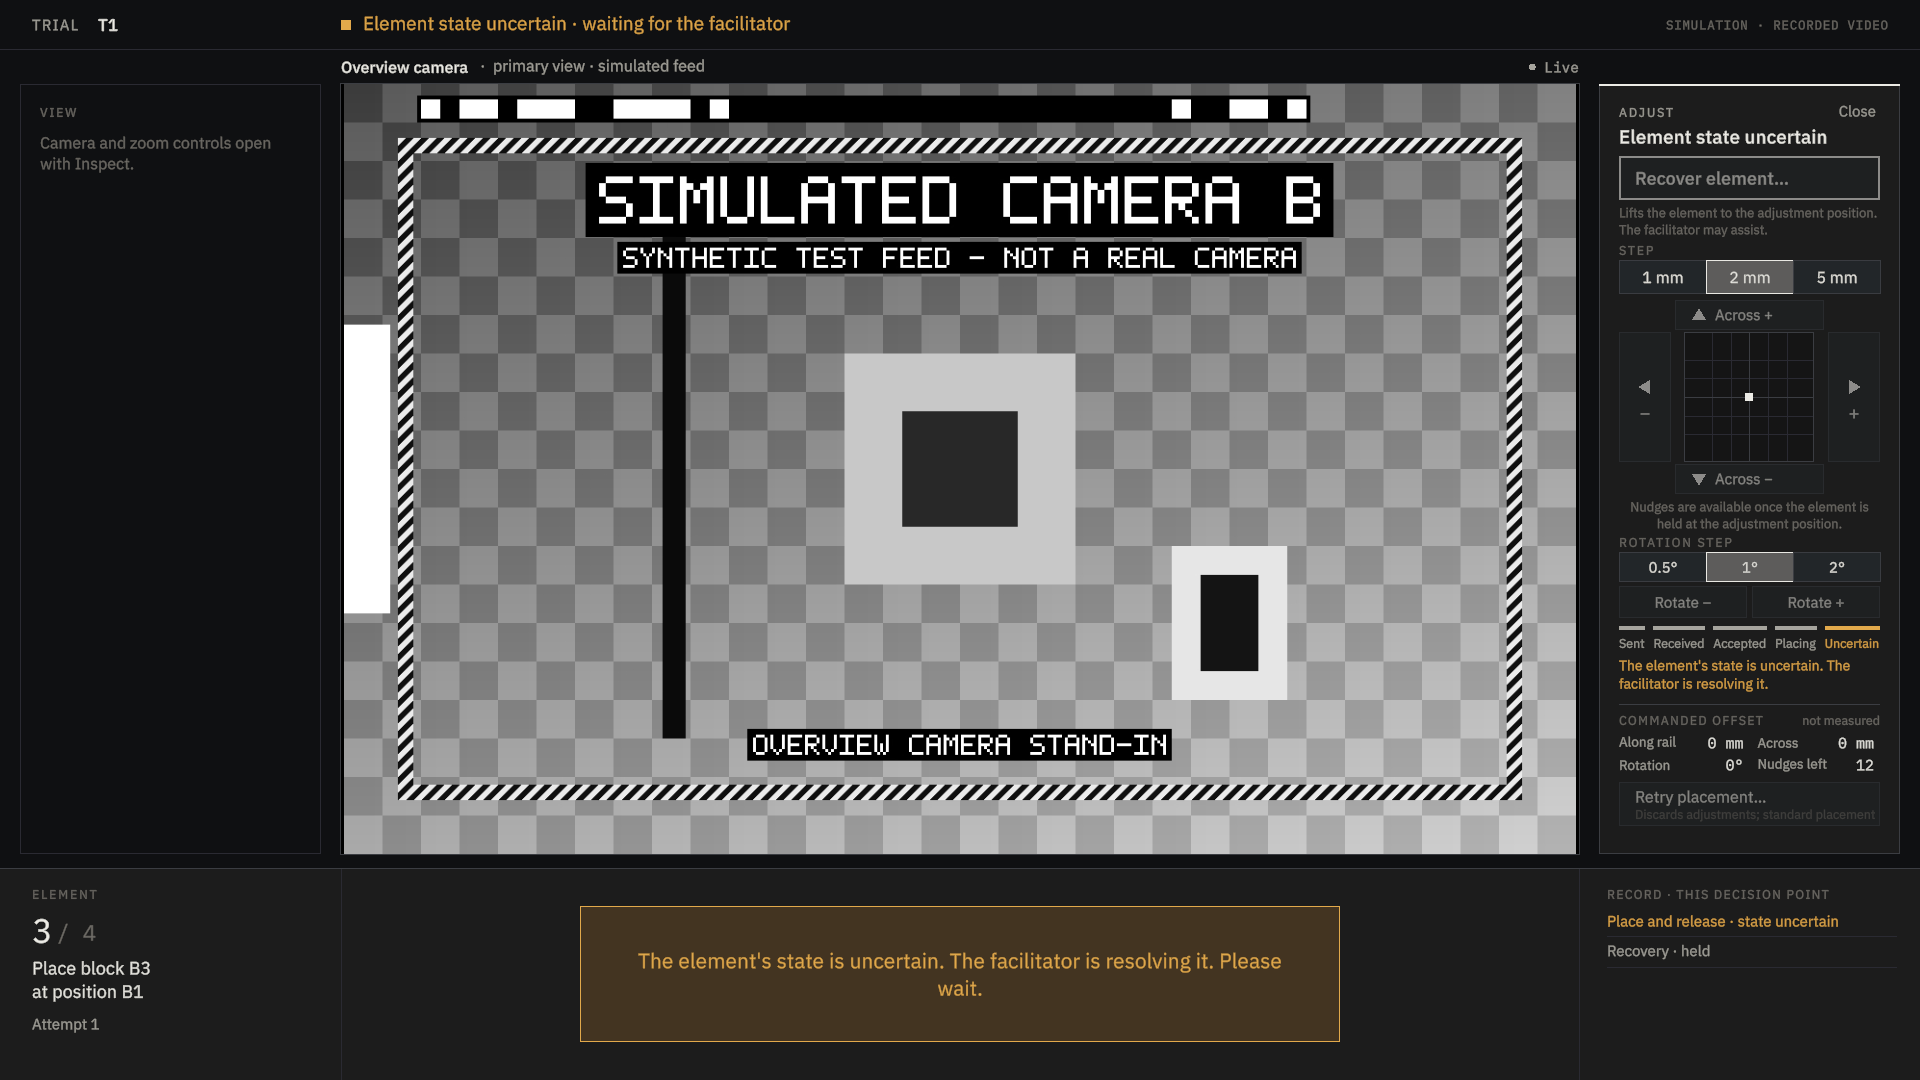 TRIAL T1
Element state uncertain · waiting for the facilitator
SIMULATION · RECORDED VIDEO
Overview camera · primary view · simulated feed
Live
VIEW
Camera and zoom controls open
with Inspect.
SIMULATED CAMERA B
SYNTHETIC TEST FEED — NOT A REAL CAMERA
OVERVIEW CAMERA STAND-IN
ADJUST
Close
Element state uncertain
Recover element...
Lifts the element to the adjustment position.
The facilitator may assist.
STEP
1 mm 2 mm 5 mm
Across +
−
+
Across −
Nudges are available once the element is
held at the adjustment position.
ROTATION STEP
0.5° 1° 2°
Rotate − Rotate +
Sent Received Accepted Placing Uncertain
The element's state is uncertain. The
facilitator is resolving it.
COMMANDED OFFSET not measured
Along rail 0 mm Across 0 mm
Rotation 0° Nudges left 12
Retry placement...
Discards adjustments; standard placement
ELEMENT
3 / 4
Place block B3
at position B1
Attempt 1
The element's state is uncertain. The facilitator is resolving it. Please
wait.
RECORD · THIS DECISION POINT
Place and release · state uncertain
Recovery · held